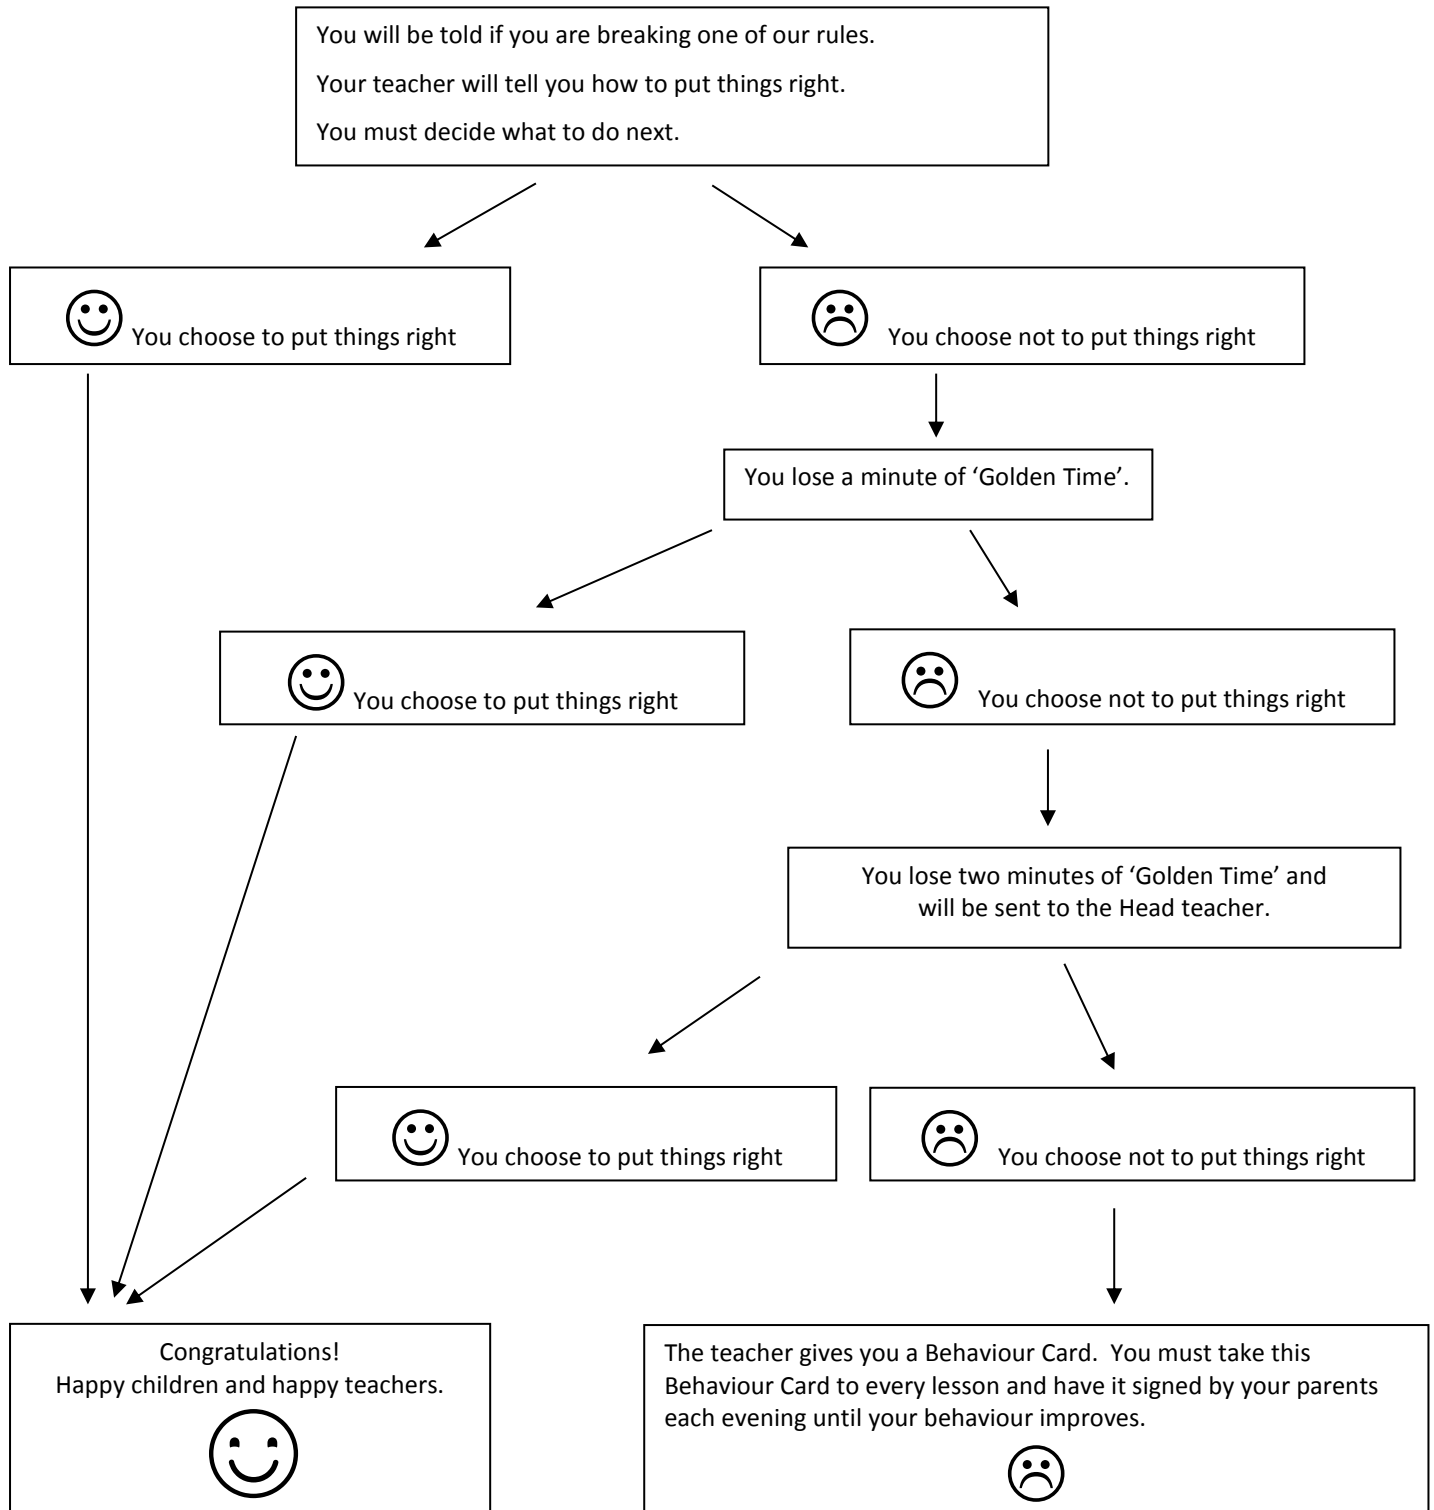 You will be told if you are breaking one of our rules.
Your teacher will tell you how to put things right.
You must decide what to do next.
You choose to put things right
You choose not to put things right
You lose a minute of ‘Golden Time’.
You choose to put things right
You choose not to put things right
You lose two minutes of ‘Golden Time’ and
will be sent to the Head teacher.
You choose to put things right
You choose not to put things right
Congratulations!
Happy children and happy teachers.
The teacher gives you a Behaviour Card.  You must take this
Behaviour Card to every lesson and have it signed by your parents
each evening until your behaviour improves.